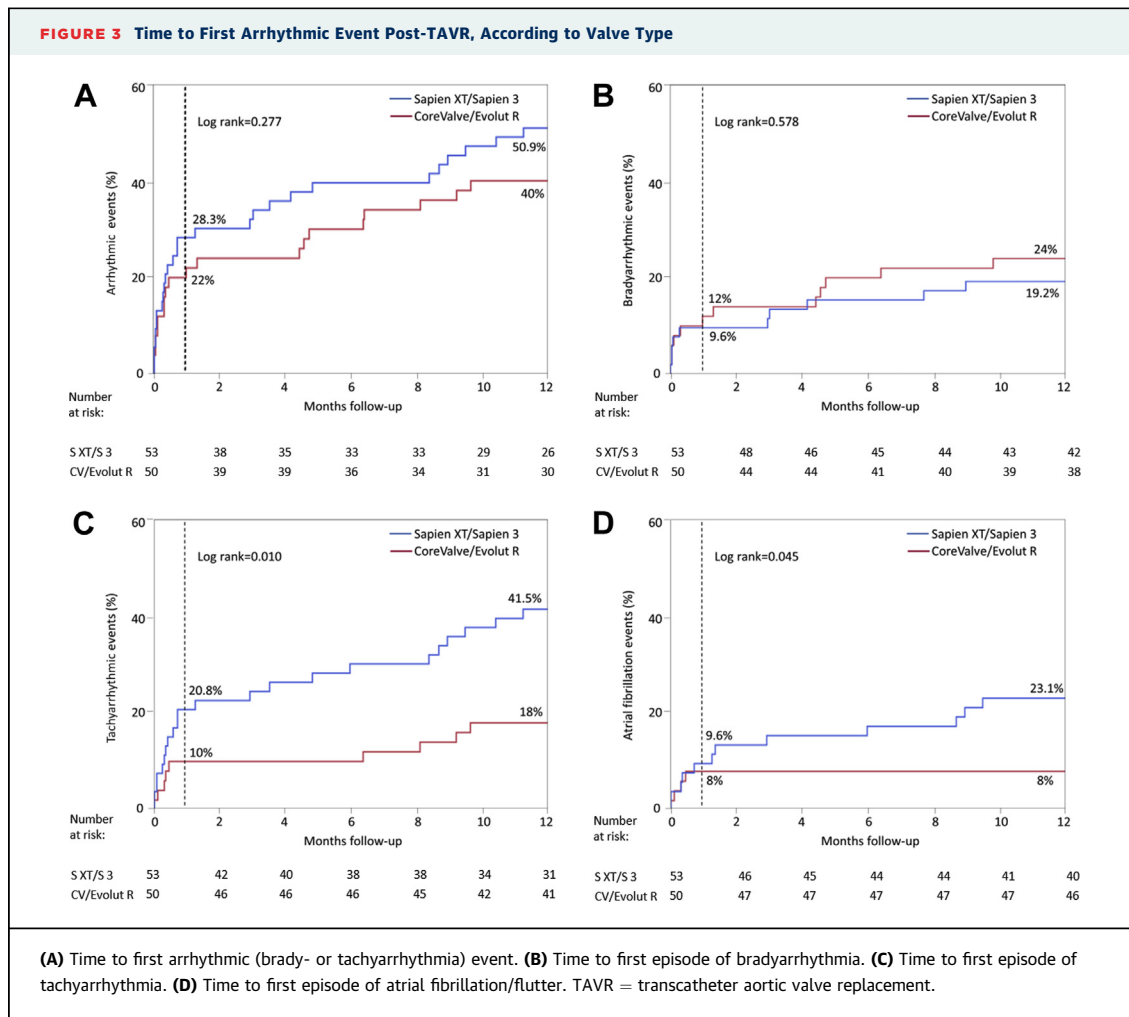 FIGURE 3 Time to First Arrhythmic Event Post-TAVR, According to Valve Type
A
60
40
20
0
Arrhythmic events (%)
Log rank=0.277
Sapien XT/Sapien 3
CoreValve/Evolut R
28.3%
22%
50.9%
40%
0 2 4 6 8 10 12
Months follow-up
Number
at risk:
S XT/S 3 53 38 35 33 33 29 26
CV/Evolut R 50 39 39 36 34 31 30
B
60
40
20
0
Bradyarrhythmic events (%)
Log rank=0.578
Sapien XT/Sapien 3
CoreValve/Evolut R
12%
9.6%
24%
19.2%
0 2 4 6 8 10 12
Months follow-up
Number
at risk:
S XT/S 3 53 48 46 45 44 43 42
CV/Evolut R 50 44 44 41 40 39 38
C
60
40
20
0
Tachyarrhythmic events (%)
Log rank=0.010
Sapien XT/Sapien 3
CoreValve/Evolut R
20.8%
10%
41.5%
18%
0 2 4 6 8 10 12
Months follow-up
Number
at risk:
S XT/S 3 53 42 40 38 38 34 31
CV/Evolut R 50 46 46 46 45 42 41
D
60
40
20
0
Atrial fibrillation events (%)
Log rank=0.045
Sapien XT/Sapien 3
CoreValve/Evolut R
9.6%
8%
23.1%
8%
0 2 4 6 8 10 12
Months follow-up
Number
at risk:
S XT/S 3 53 46 45 44 44 41 40
CV/Evolut R 50 47 47 47 47 47 46
(A) Time to first arrhythmic (brady- or tachyarrhythmia) event. (B) Time to first episode of bradyarrhythmia. (C) Time to first episode of
tachyarrhythmia. (D) Time to first episode of atrial fibrillation/flutter. TAVR = transcatheter aortic valve replacement.